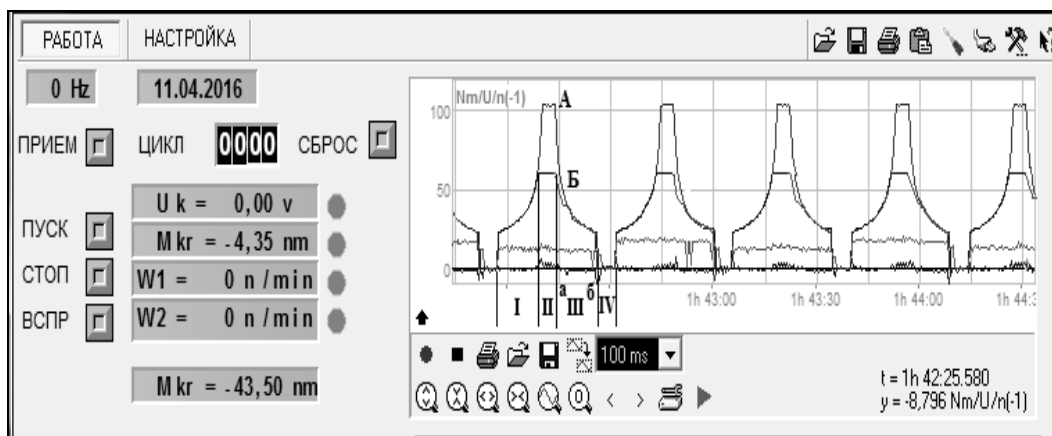 РАБОТА НАСТРОЙКА
0 Hz 11.04.2016
ПРИЕМ ЦИКЛ 0000 СБРОС
U k = 0,00 v
ПУСК M kr = -4,35 nm
СТОП W1 = 0 n / min
ВСПР W2 = 0 n / min
M kr = -43,50 nm
Nm/U/n(-1)
100
50
0
А
Б
I II а III б IV
1h 43:00 1h 43:30 1h 44:00 1h 44:3
100 ms
t = 1h 42:25.580
y = -8,796 Nm/U/n(-1)